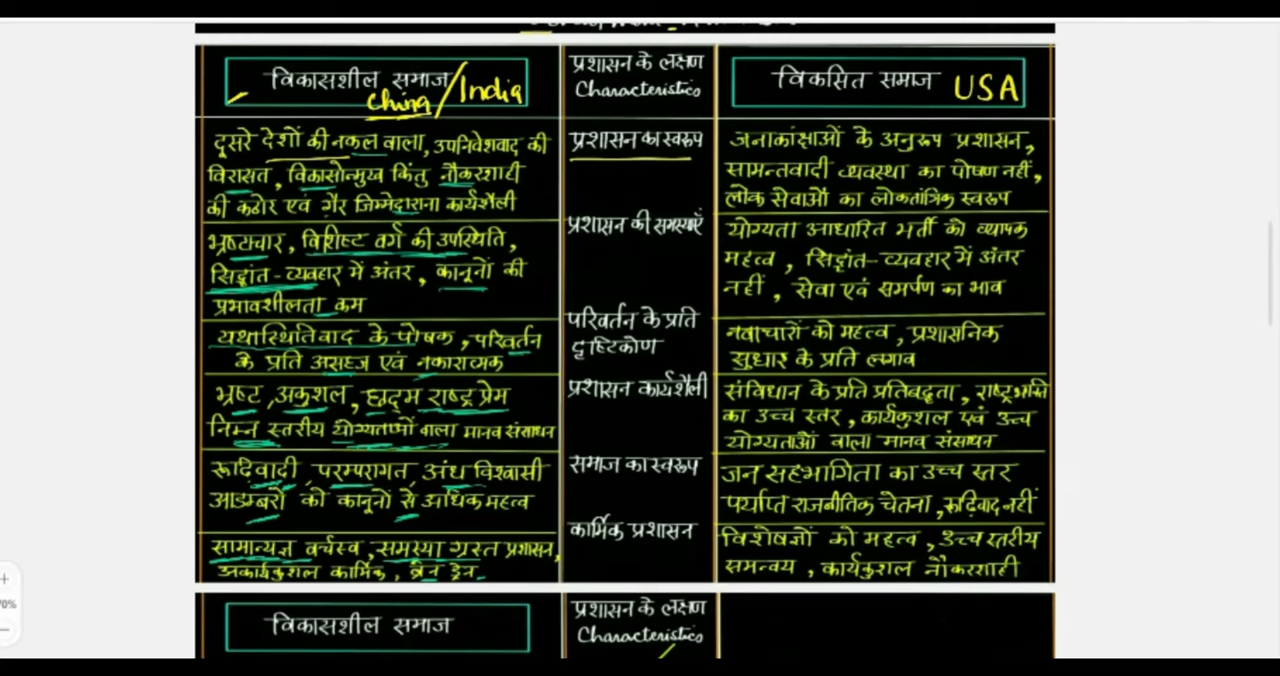 विकासशील समाज / India
China
प्रशासन के लक्षण
Characteristics
विकसित समाज USA
दूसरे देशों की नकल वाला, उपनिवेशवाद की
विरासत, विकासोन्मुख किंतु नौकरशाही
की कठोर एवं गैर जिम्मेदाराना कार्यशैली
प्रशासन का स्वरूप
जनाकांक्षाओं के अनुरूप प्रशासन,
सामन्तवादी व्यवस्था का पोषण नहीं,
लोक सेवाओं का लोकतांत्रिक स्वरूप
भ्रष्टाचार, विशिष्ट वर्ग की उपस्थिति,
सिद्धांत-व्यवहार में अंतर, कानूनों की
प्रभावशीलता कम
प्रशासन की समस्याएँ
योग्यता आधारित भर्ती को व्यापक
महत्व, सिद्धांत-व्यवहार में अंतर
नहीं, सेवा एवं समर्पण का भाव
यथास्थितिवाद के पोषक, परिवर्तन
के प्रति असहज एवं नकारात्मक
परिवर्तन के प्रति
दृष्टिकोण
नवाचारों को महत्व, प्रशासनिक
सुधार के प्रति लगाव
भ्रष्ट, अकुशल, छद्म राष्ट्र प्रेम
निम्न स्तरीय योग्यताओं वाला मानव संसाधन
प्रशासन कार्यशैली
संविधान के प्रति प्रतिबद्धता, राष्ट्रभक्ति
का उच्च स्तर, कार्यकुशल एवं उच्च
योग्यताओं वाला मानव संसाधन
रूढ़िवादी, परम्परागत, अंध विश्वासी
आडम्बरों को कानूनों से अधिक महत्व
समाज का स्वरूप
जन सहभागिता का उच्च स्तर
पर्याप्त राजनीतिक चेतना, रूढ़िवाद नहीं
सामान्यज्ञ वर्चस्व, समस्या ग्रस्त प्रशासन,
अकार्यकुशल कार्मिक, ब्रेन ड्रेन
कार्मिक प्रशासन
विशेषज्ञों को महत्व, उच्च स्तरीय
समन्वय, कार्यकुशल नौकरशाही
विकासशील समाज
प्रशासन के लक्षण
Characteristics